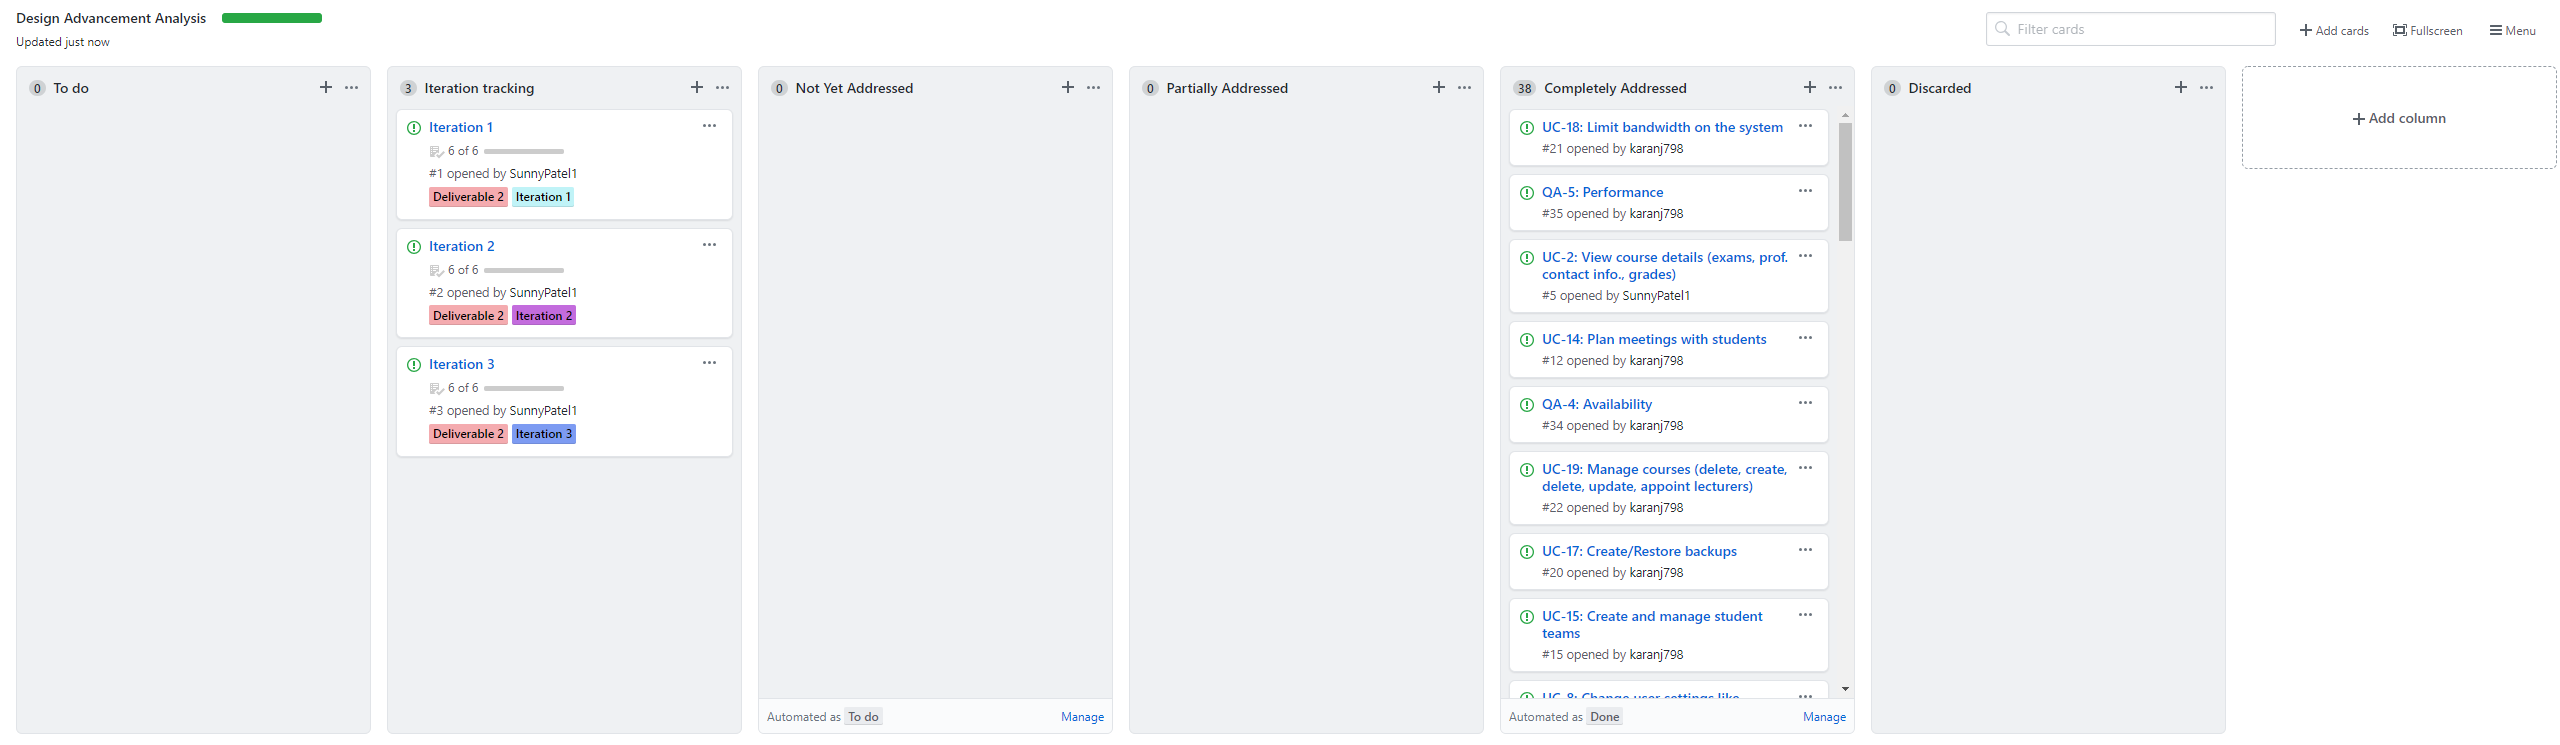 Design Advancement Analysis
Updated just now
Filter cards
Add cards
Fullscreen
Menu
0 To do
3 Iteration tracking
Iteration 1
6 of 6
#1 opened by SunnyPatel1
Deliverable 2 Iteration 1
Iteration 2
6 of 6
#2 opened by SunnyPatel1
Deliverable 2 Iteration 2
Iteration 3
6 of 6
#3 opened by SunnyPatel1
Deliverable 2 Iteration 3
0 Not Yet Addressed
Automated as To do Manage
0 Partially Addressed
38 Completely Addressed
UC-18: Limit bandwidth on the system
#21 opened by karanj798
QA-5: Performance
#35 opened by karanj798
UC-2: View course details (exams, prof.
contact info., grades)
#5 opened by SunnyPatel1
UC-14: Plan meetings with students
#12 opened by karanj798
QA-4: Availability
#34 opened by karanj798
UC-19: Manage courses (delete, create,
delete, update, appoint lecturers)
#22 opened by karanj798
UC-17: Create/Restore backups
#20 opened by karanj798
UC-15: Create and manage student
teams
#15 opened by karanj798
UC-8: Change user settings like
Automated as Done Manage
0 Discarded
Add column